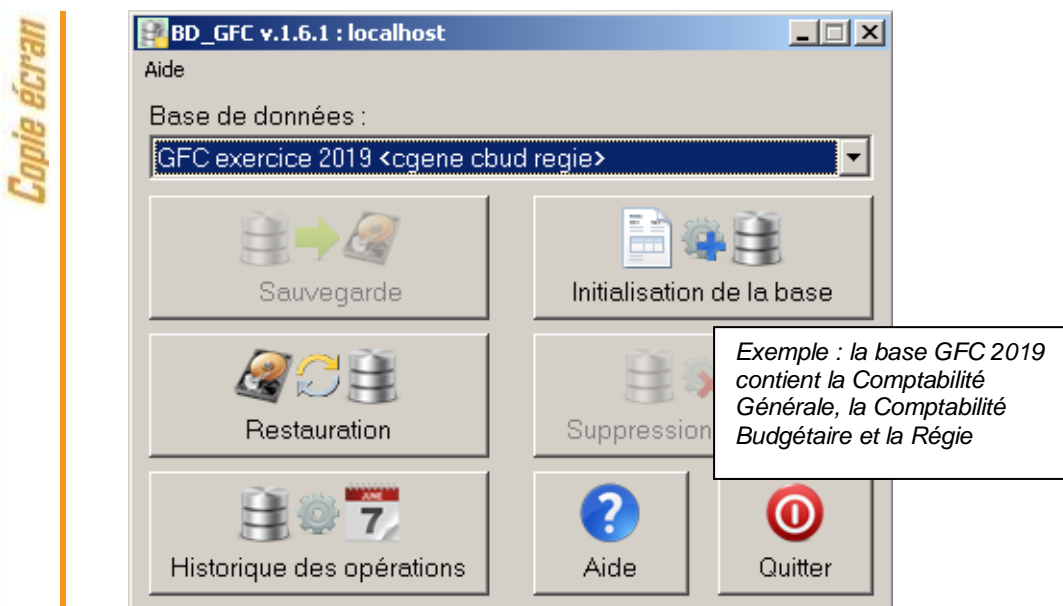 Copie écran
BD_GFC v.1.6.1 : localhost
Aide
Base de données :
GFC exercice 2019 <cgene cbud regie>
Sauvegarde
Initialisation de la base
Restauration
Suppression
Exemple : la base GFC 2019
contient la Comptabilité
Générale, la Comptabilité
Budgétaire et la Régie
Historique des opérations
Aide
Quitter
JUNE
7